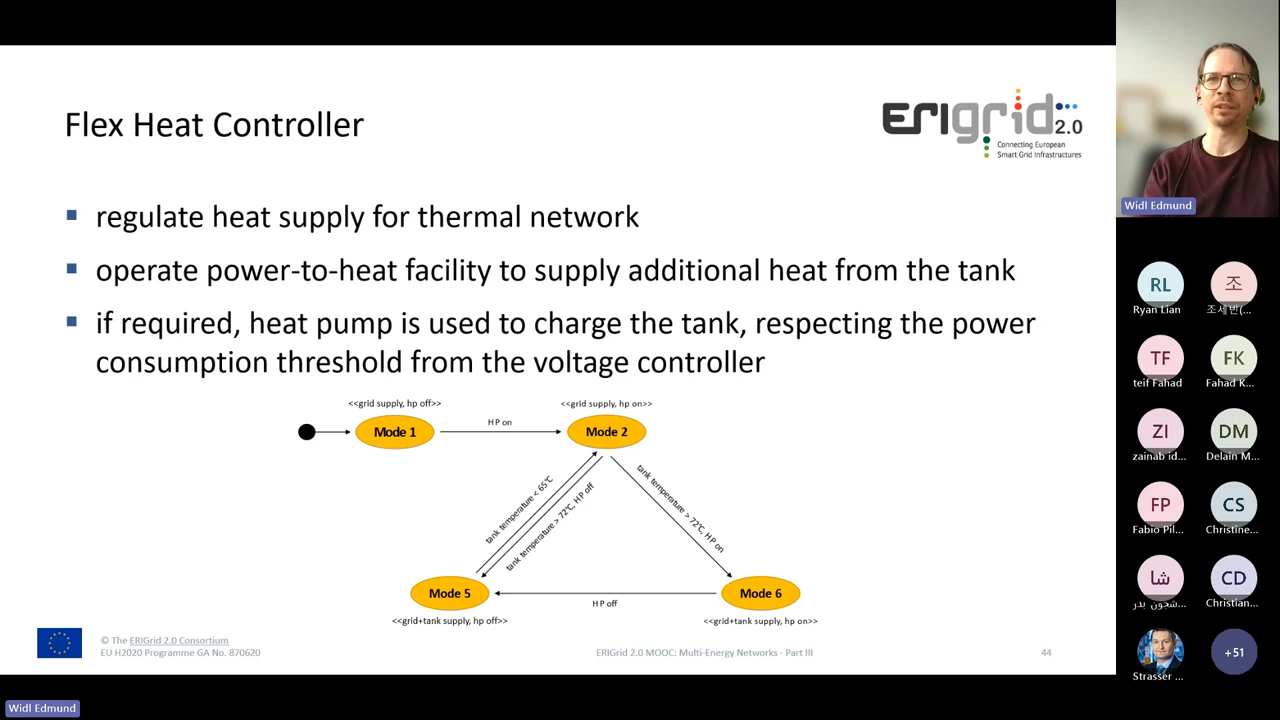 Flex Heat Controller
ERIGrid 2.0
Connecting European
Smart Grid Infrastructures
▪ regulate heat supply for thermal network
▪ operate power-to-heat facility to supply additional heat from the tank
▪ if required, heat pump is used to charge the tank, respecting the power
consumption threshold from the voltage controller
<<grid supply, hp off>>
<<grid supply, hp on>>
Mode 1
HP on
Mode 2
tank temperature < 65℃
tank temperature > 72℃, HP off
tank temperature > 72℃, HP on
Mode 5
HP off
Mode 6
<<grid+tank supply, hp off>>
<<grid+tank supply, hp on>>
© The ERIGrid 2.0 Consortium
EU H2020 Programme GA No. 870620
ERIGrid 2.0 MOOC: Multi-Energy Networks - Part III
44
Widl Edmund
Widl Edmund
RL
Ryan Lian
조
조세빈(...
TF
teif Fahad
FK
Fahad K...
ZI
zainab id...
DM
Delain M...
FP
Fabio Pil...
CS
Christine...
شا
شجون بدر...
CD
Christian...
Strasser ...
+51